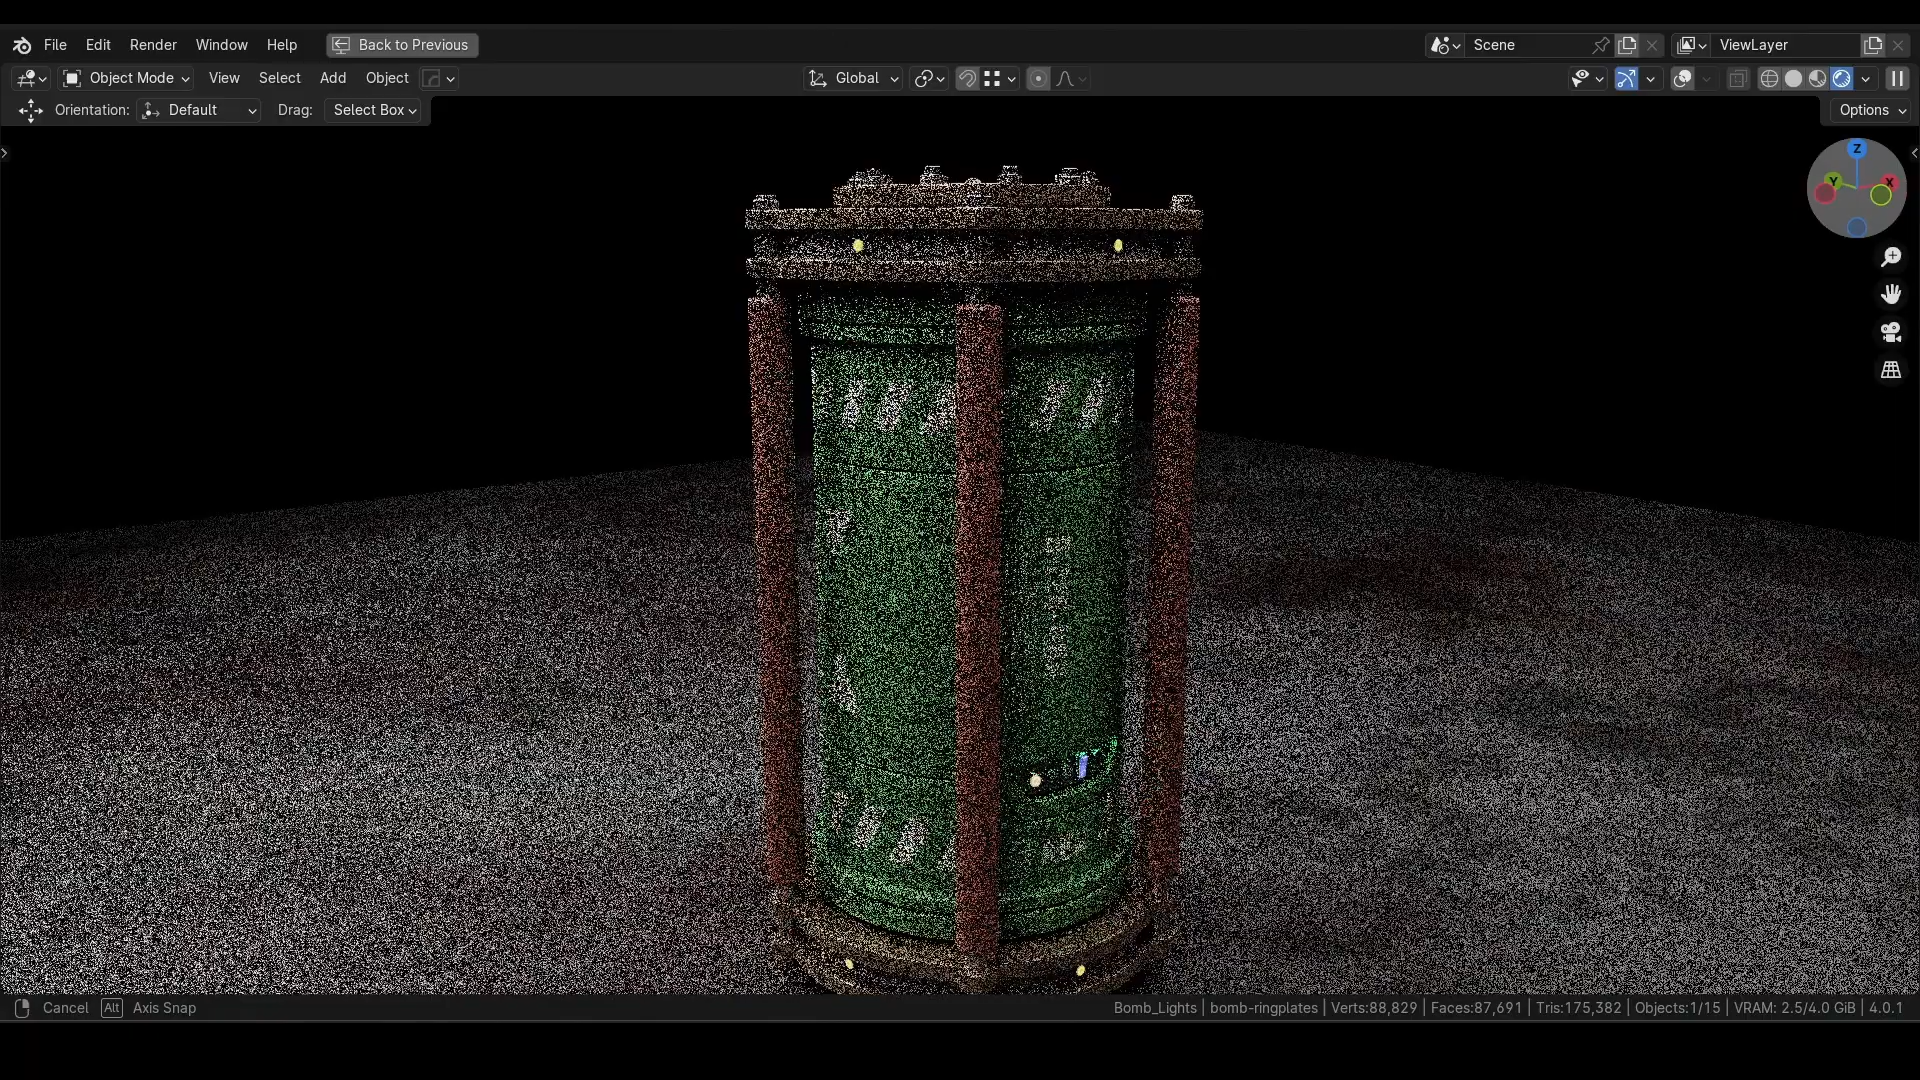 File Edit Render Window Help Back to Previous Scene ViewLayer
Object Mode View Select Add Object Global
Orientation: Default Drag: Select Box Options
Z
Y X
Cancel Alt Axis Snap Bomb_Lights | bomb-ringplates | Verts:88,829 | Faces:87,691 | Tris:175,382 | Objects:1/15 | VRAM: 2.5/4.0 GiB | 4.0.1